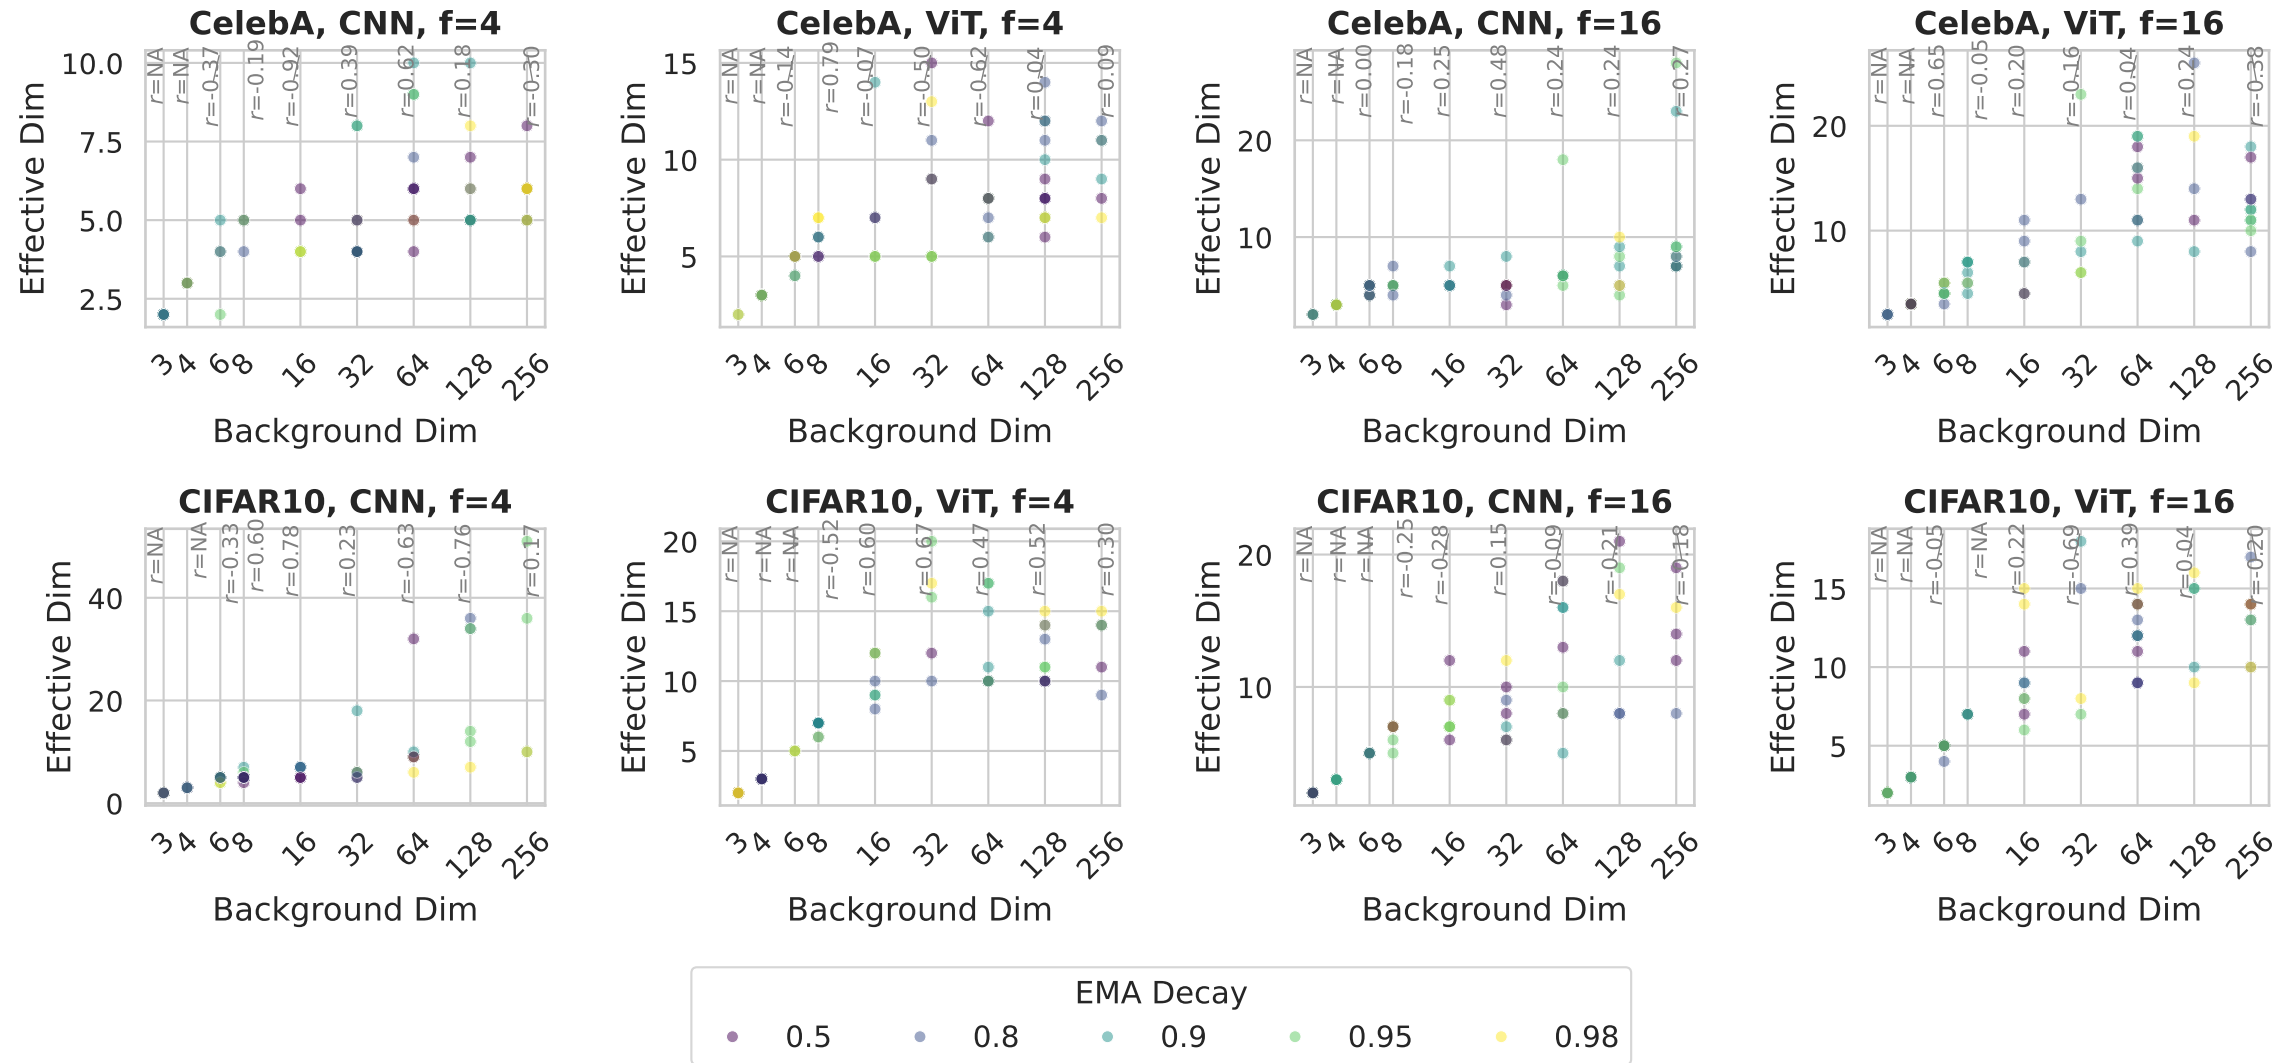 CelebA, CNN, f=4
10.0
7.5
5.0
2.5
Effective Dim
r=NA
r=NA
r=-0.37
r=-0.19
r=-0.92
r=0.39
r=0.62
r=0.18
r=-0.30
3
4
6
8
16
32
64
128
256
Background Dim
CelebA, ViT, f=4
15
10
5
Effective Dim
r=NA
r=NA
r=-0.14
r=0.79
r=-0.07
r=-0.50
r=-0.62
r=0.04
r=0.09
3
4
6
8
16
32
64
128
256
Background Dim
CelebA, CNN, f=16
20
10
Effective Dim
r=NA
r=NA
r=0.00
r=-0.18
r=0.25
r=0.48
r=0.24
r=0.24
r=0.27
3
4
6
8
16
32
64
128
256
Background Dim
CelebA, ViT, f=16
20
10
Effective Dim
r=NA
r=NA
r=0.65
r=-0.05
r=0.20
r=-0.16
r=0.04
r=0.24
r=-0.38
3
4
6
8
16
32
64
128
256
Background Dim
CIFAR10, CNN, f=4
40
20
0
Effective Dim
r=NA
r=NA
r=-0.33
r=0.60
r=0.78
r=0.23
r=-0.63
r=-0.76
r=0.17
3
4
6
8
16
32
64
128
256
Background Dim
CIFAR10, ViT, f=4
20
15
10
5
Effective Dim
r=NA
r=NA
r=NA
r=-0.52
r=0.60
r=0.67
r=0.47
r=0.52
r=0.30
3
4
6
8
16
32
64
128
256
Background Dim
CIFAR10, CNN, f=16
20
10
Effective Dim
r=NA
r=NA
r=NA
r=-0.25
r=-0.28
r=0.15
r=-0.09
r=-0.21
r=-0.18
3
4
6
8
16
32
64
128
256
Background Dim
CIFAR10, ViT, f=16
15
10
5
Effective Dim
r=NA
r=NA
r=-0.05
r=NA
r=0.22
r=-0.69
r=0.39
r=-0.04
r=-0.20
3
4
6
8
16
32
64
128
256
Background Dim
EMA Decay
0.5
0.8
0.9
0.95
0.98